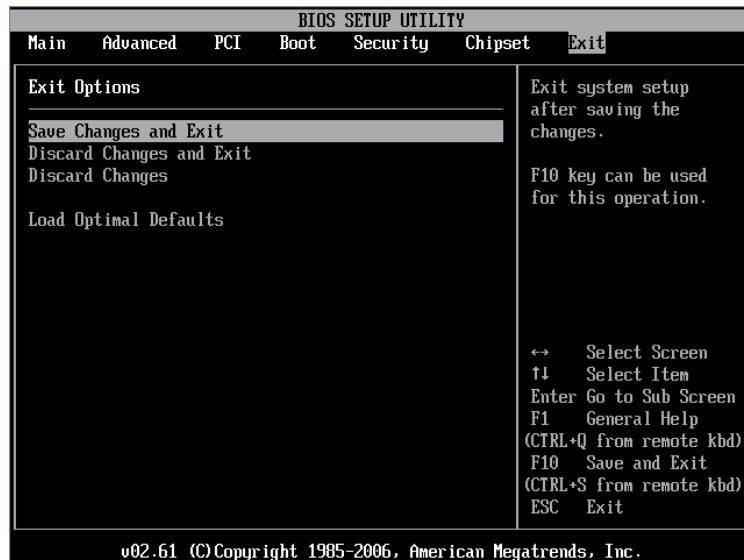 BIOS SETUP UTILITY
Main Advanced PCI Boot Security Chipset Exit
Exit Options
Save Changes and Exit
Discard Changes and Exit
Discard Changes
Load Optimal Defaults
Exit system setup
after saving the
changes.
F10 key can be used
for this operation.
↔ Select Screen
↑↓ Select Item
Enter Go to Sub Screen
F1 General Help
(CTRL+Q from remote kbd)
F10 Save and Exit
(CTRL+S from remote kbd)
ESC Exit
v02.61 (C)Copyright 1985-2006, American Megatrends, Inc.